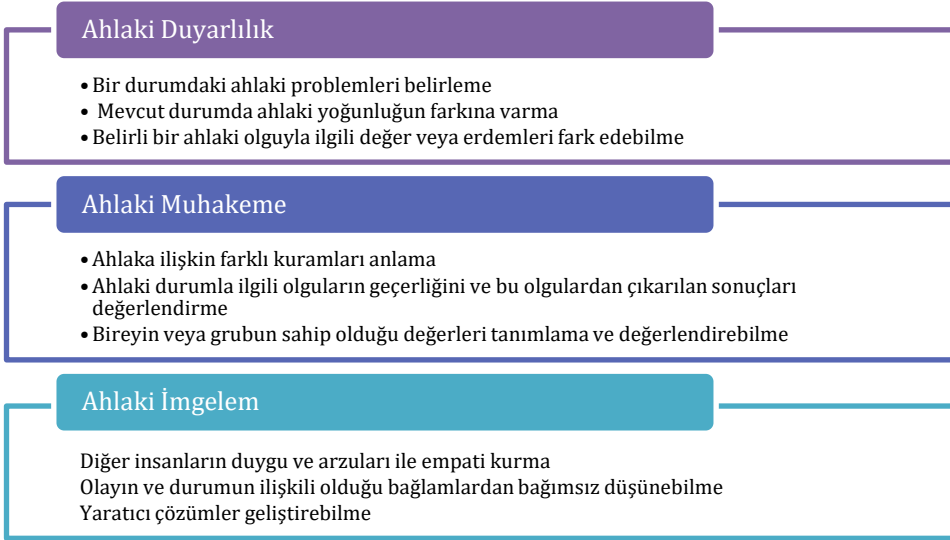 Ahlaki Duyarlılık
• Bir durumdaki ahlaki problemleri belirleme
• Mevcut durumda ahlaki yoğunluğun farkına varma
• Belirli bir ahlaki olguyla ilgili değer veya erdemleri fark edebilme
Ahlaki Muhakeme
• Ahlaka ilişkin farklı kuramları anlama
• Ahlaki durumla ilgili olguların geçerliğini ve bu olgulardan çıkarılan sonuçları
değerlendirme
• Bireyin veya grubun sahip olduğu değerleri tanımlama ve değerlendirebilme
Ahlaki İmgelem
Diğer insanların duygu ve arzuları ile empati kurma
Olayın ve durumun ilişkili olduğu bağlamlardan bağımsız düşünebilme
Yaratıcı çözümler geliştirebilme